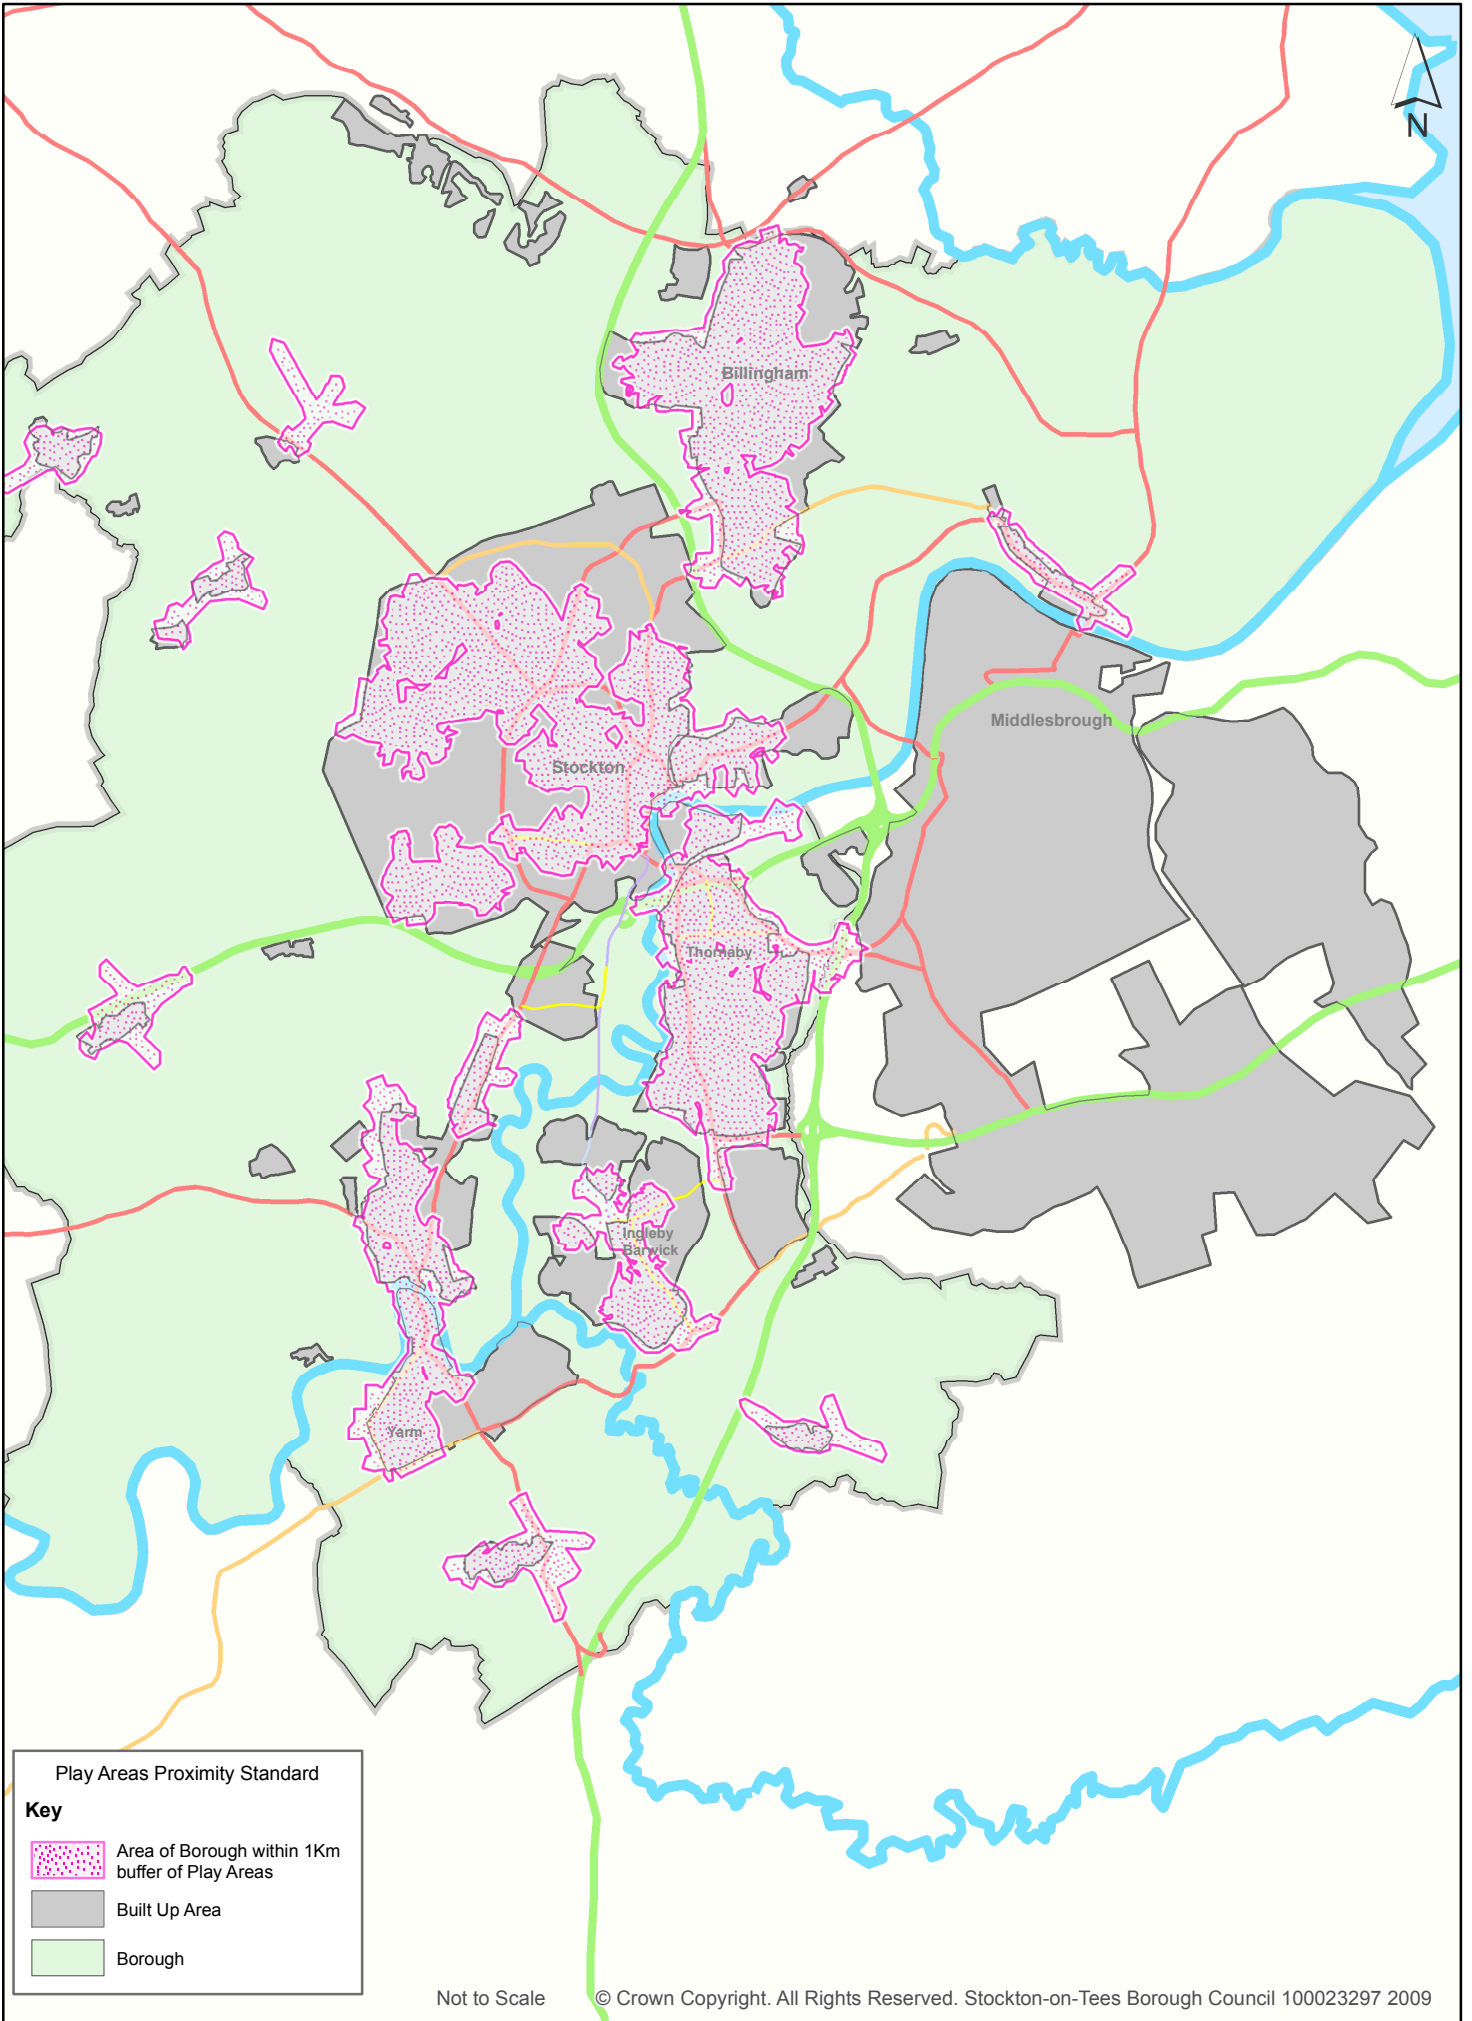 N
Billingham
Middlesbrough
Stockton
Thornaby
Ingleby
Barwick
Yarm
Play Areas Proximity Standard
Key
Area of Borough within 1Km
buffer of Play Areas
Built Up Area
Borough
Not to Scale
© Crown Copyright. All Rights Reserved. Stockton-on-Tees Borough Council 100023297 2009